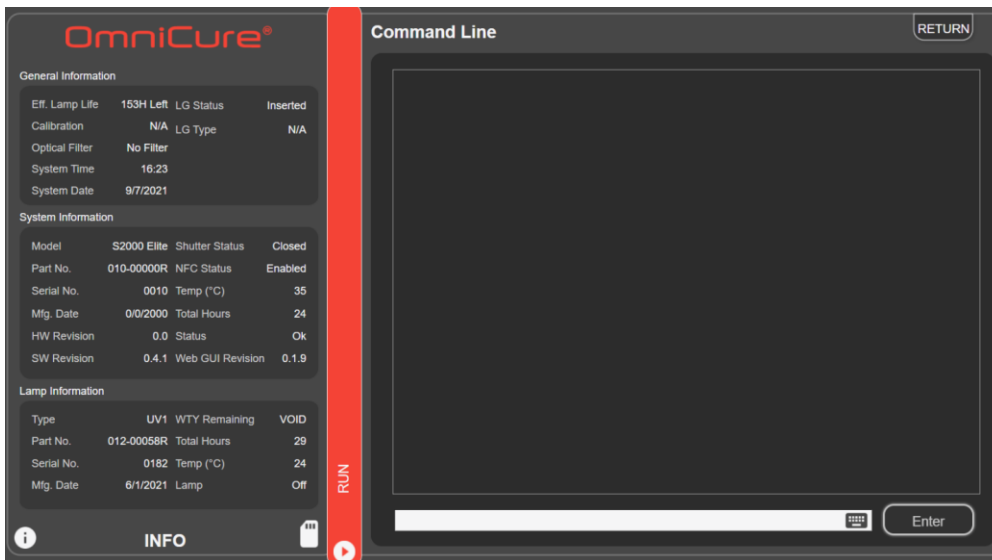 OmniCure®
General Information
Eff. Lamp Life 153H Left LG Status Inserted
Calibration N/A LG Type N/A
Optical Filter No Filter
System Time 16:23
System Date 9/7/2021
System Information
Model S2000 Elite Shutter Status Closed
Part No. 010-00000R NFC Status Enabled
Serial No. 0010 Temp (°C) 35
Mfg. Date 0/0/2000 Total Hours 24
HW Revision 0.0 Status Ok
SW Revision 0.4.1 Web GUI Revision 0.1.9
Lamp Information
Type UV1 WTY Remaining VOID
Part No. 012-00058R Total Hours 29
Serial No. 0182 Temp (°C) 24
Mfg. Date 6/1/2021 Lamp Off
INFO
RUN
Command Line
RETURN
Enter